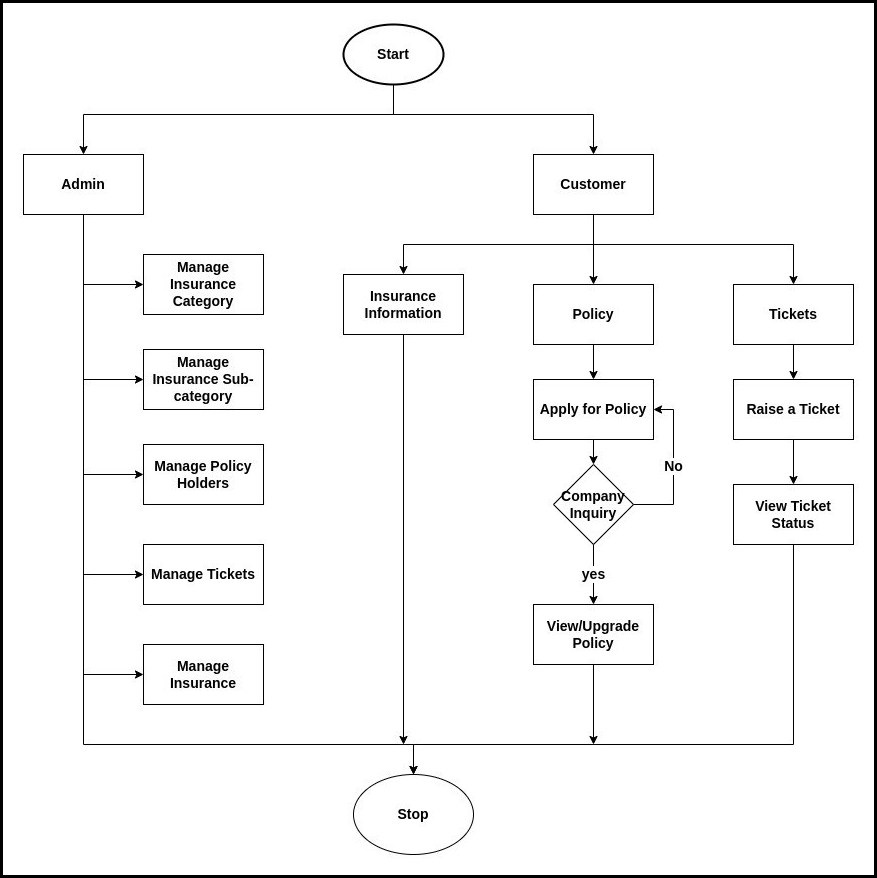 Start
Admin
Customer
Manage
Insurance
Category
Insurance
Information
Policy
Tickets
Manage
Insurance Sub-
category
Apply for Policy
Raise a Ticket
No
Manage Policy
Holders
Company
Inquiry
View Ticket
Status
Manage Tickets
yes
View/Upgrade
Policy
Manage
Insurance
Stop